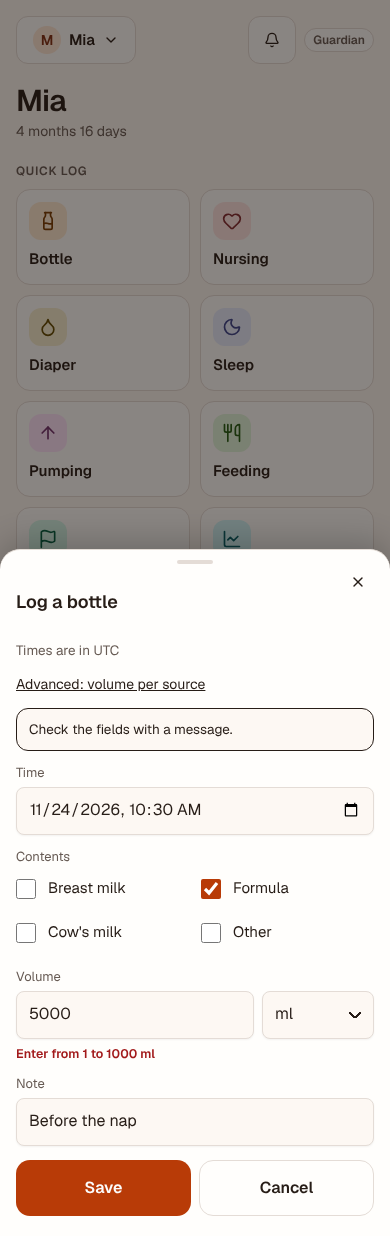 M Mia Guardian
Mia
4 months 16 days
QUICK LOG
Bottle Nursing
Diaper Sleep
Pumping Feeding
Log a bottle
Times are in UTC
Advanced: volume per source
Check the fields with a message.
Time
11/24/2026, 10:30 AM
Contents
Breast milk Formula
Cow's milk Other
Volume
5000 ml
Enter from 1 to 1000 ml
Note
Before the nap
Save Cancel